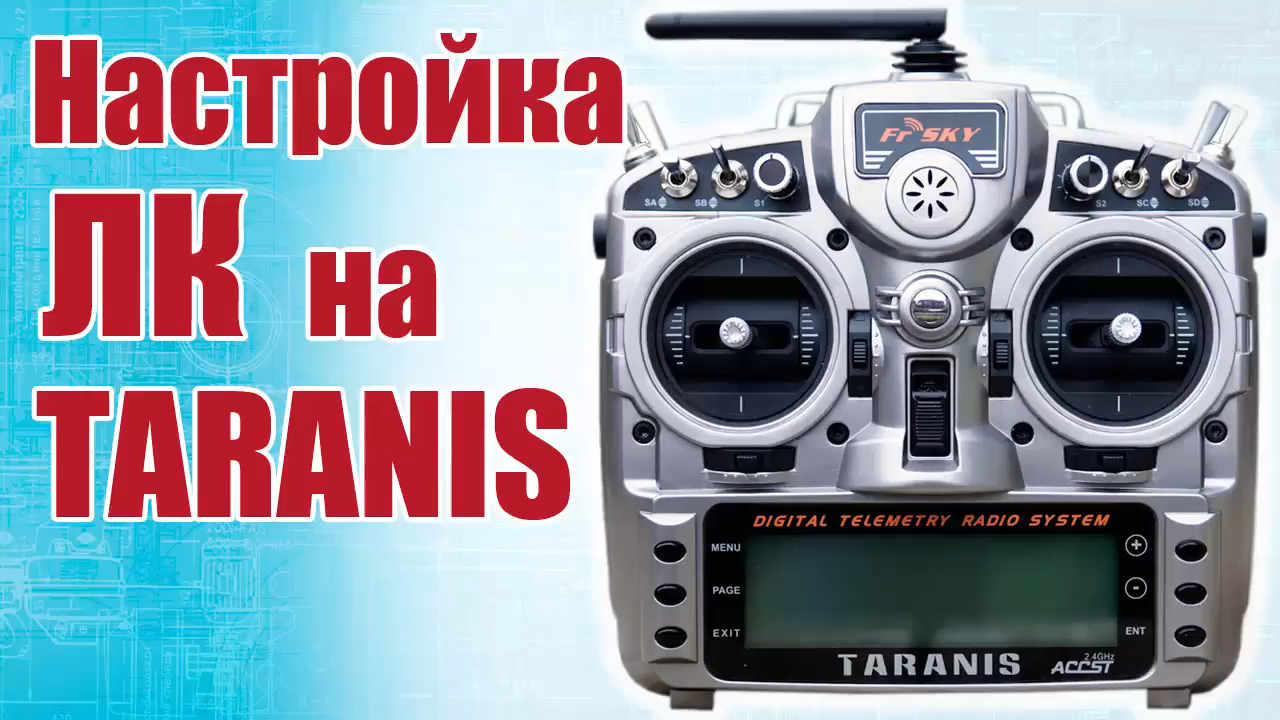 Настройка
ЛК на
TARANIS
FrSKY
SA
SB
S1
S2
SC
SD
DIGITAL TELEMETRY RADIO SYSTEM
MENU
PAGE
EXIT
+
-
ENT
TARANIS
2.4GHz
ACCST